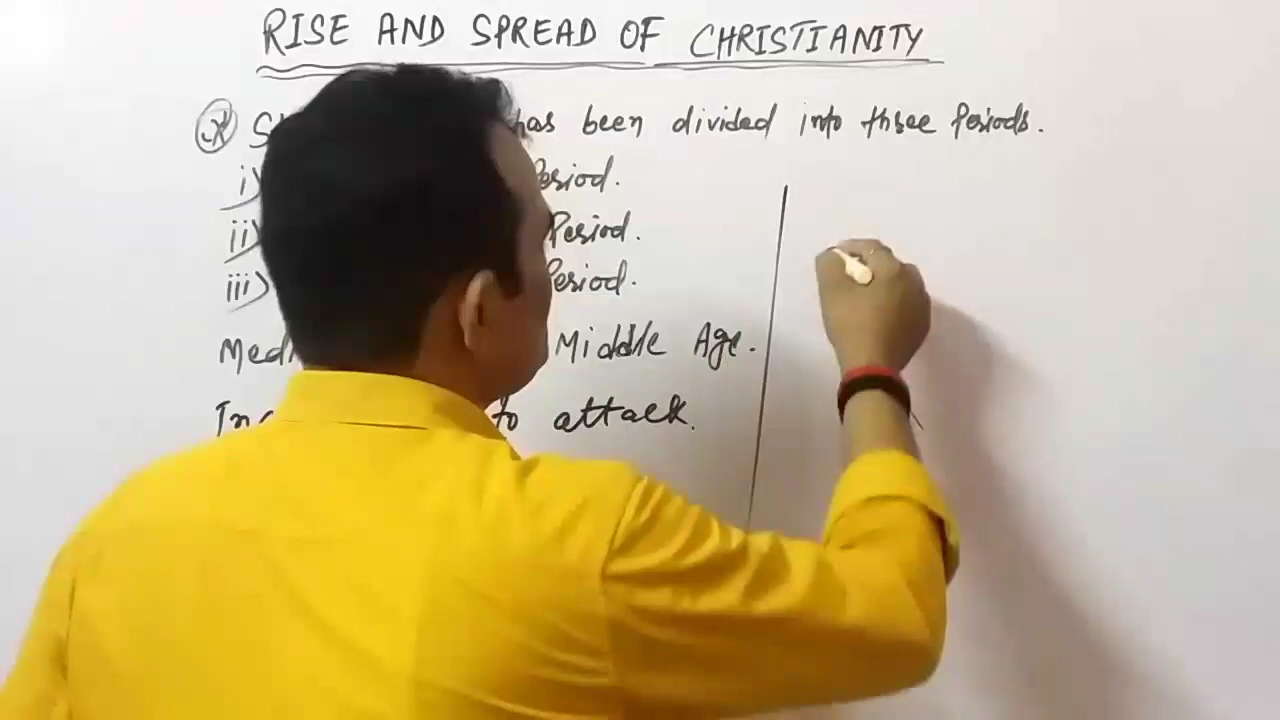 RISE AND SPREAD OF CHRISTIANITY
has been divided into three Periods.
i) Period.
ii) Period.
iii) Period.
Middle Age.
to attack.